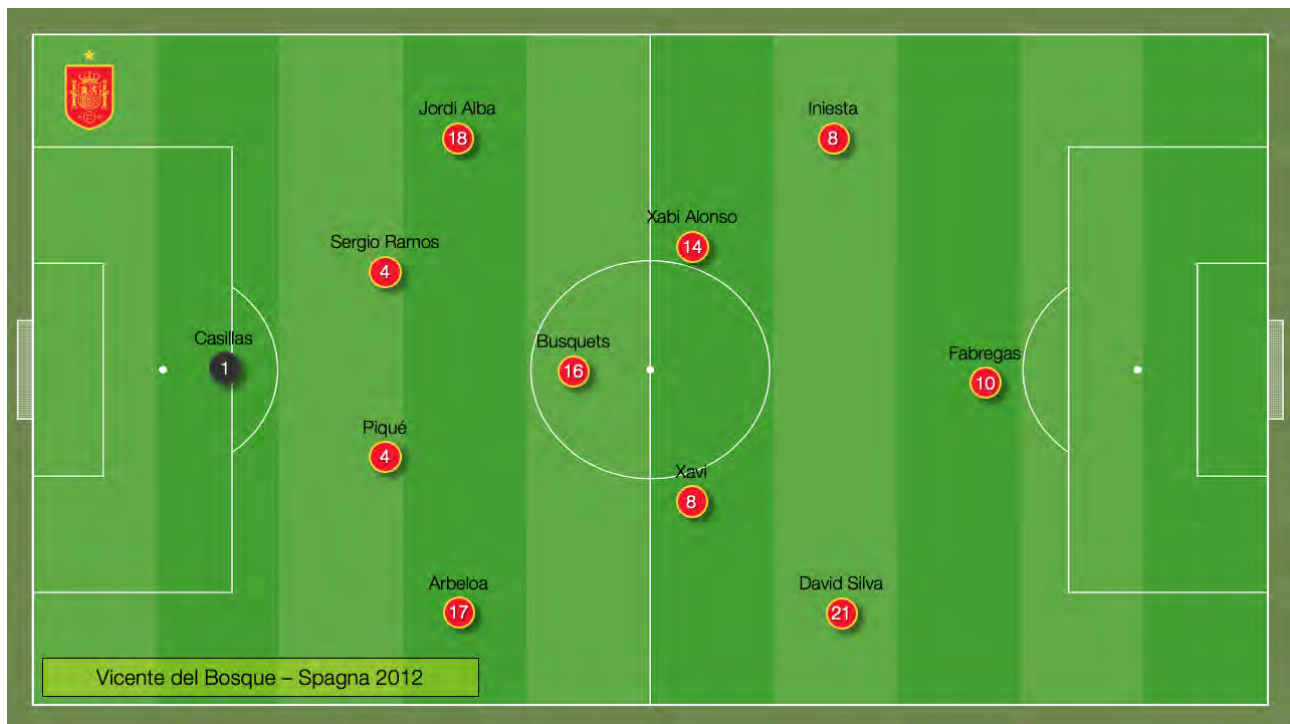 Jordi Alba
18
Iniesta
8
Xabi Alonso
14
Sergio Ramos
4
Casillas
1
Busquets
16
Fabregas
10
Piqué
4
Xavi
8
Arbeloa
17
David Silva
21
Vicente del Bosque – Spagna 2012